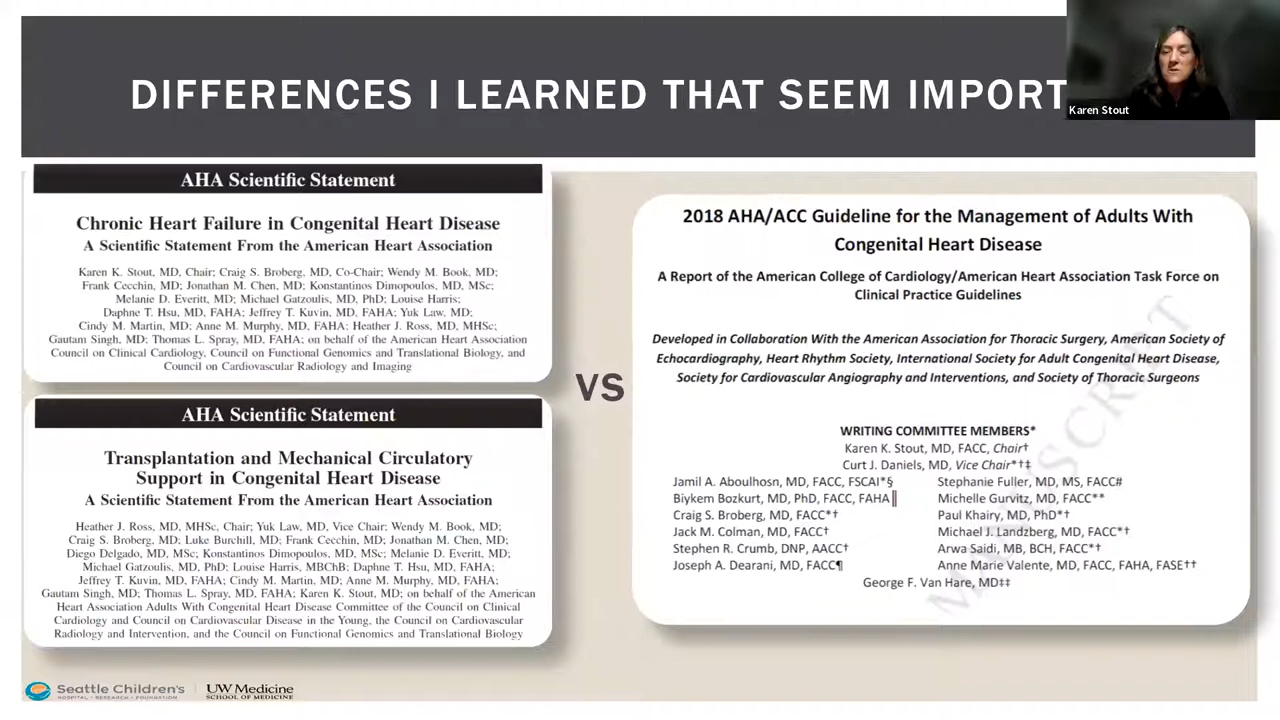 DIFFERENCES I LEARNED THAT SEEM IMPORT
Karen Stout
AHA Scientific Statement
Chronic Heart Failure in Congenital Heart Disease
A Scientific Statement From the American Heart Association
Karen K. Stout, MD, Chair; Craig S. Broberg, MD, Co-Chair; Wendy M. Book, MD;
Frank Cecchin, MD; Jonathan M. Chen, MD; Konstantinos Dimopoulos, MD, MSc;
Melanie D. Everitt, MD; Michael Gatzoulis, MD, PhD; Louise Harris;
Daphne T. Hsu, MD, FAHA; Jeffrey T. Kuvin, MD, FAHA; Yuk Law, MD;
Cindy M. Martin, MD; Anne M. Murphy, MD, FAHA; Heather J. Ross, MD, MHSc;
Gautam Singh, MD; Thomas L. Spray, MD, FAHA; on behalf of the American Heart Association
Council on Clinical Cardiology, Council on Functional Genomics and Translational Biology, and
Council on Cardiovascular Radiology and Imaging
AHA Scientific Statement
Transplantation and Mechanical Circulatory
Support in Congenital Heart Disease
A Scientific Statement From the American Heart Association
Heather J. Ross, MD, MHSc, Chair; Yuk Law, MD, Vice Chair; Wendy M. Book, MD;
Craig S. Broberg, MD; Luke Burchill, MD; Frank Cecchin, MD; Jonathan M. Chen, MD;
Diego Delgado, MD, MSc; Konstantinos Dimopoulos, MD, MSc; Melanie D. Everitt, MD;
Michael Gatzoulis, MD, PhD; Louise Harris, MBChB; Daphne T. Hsu, MD, FAHA;
Jeffrey T. Kuvin, MD, FAHA; Cindy M. Martin, MD; Anne M. Murphy, MD, FAHA;
Gautam Singh, MD; Thomas L. Spray, MD, FAHA; Karen K. Stout, MD; on behalf of the American
Heart Association Adults With Congenital Heart Disease Committee of the Council on Clinical
Cardiology and Council on Cardiovascular Disease in the Young, the Council on Cardiovascular
Radiology and Intervention, and the Council on Functional Genomics and Translational Biology
VS
2018 AHA/ACC Guideline for the Management of Adults With
Congenital Heart Disease
A Report of the American College of Cardiology/American Heart Association Task Force on
Clinical Practice Guidelines
Developed in Collaboration With the American Association for Thoracic Surgery, American Society of
Echocardiography, Heart Rhythm Society, International Society for Adult Congenital Heart Disease,
Society for Cardiovascular Angiography and Interventions, and Society of Thoracic Surgeons
WRITING COMMITTEE MEMBERS*
Karen K. Stout, MD, FACC, Chair†
Curt J. Daniels, MD, Vice Chair*†‡
Jamil A. Aboulhosn, MD, FACC, FSCAI*§
Biykem Bozkurt, MD, PhD, FACC, FAHA║
Craig S. Broberg, MD, FACC*†
Jack M. Colman, MD, FACC†
Stephen R. Crumb, DNP, AACC†
Joseph A. Dearani, MD, FACC¶
Stephanie Fuller, MD, MS, FACC#
Michelle Gurvitz, MD, FACC**
Paul Khairy, MD, PhD*†
Michael J. Landzberg, MD, FACC*†
Arwa Saidi, MB, BCH, FACC*†
Anne Marie Valente, MD, FACC, FAHA, FASE††
George F. Van Hare, MD‡‡
MANUSCRIPT
Seattle Children's
HOSPITAL • RESEARCH • FOUNDATION
UW Medicine
SCHOOL OF MEDICINE